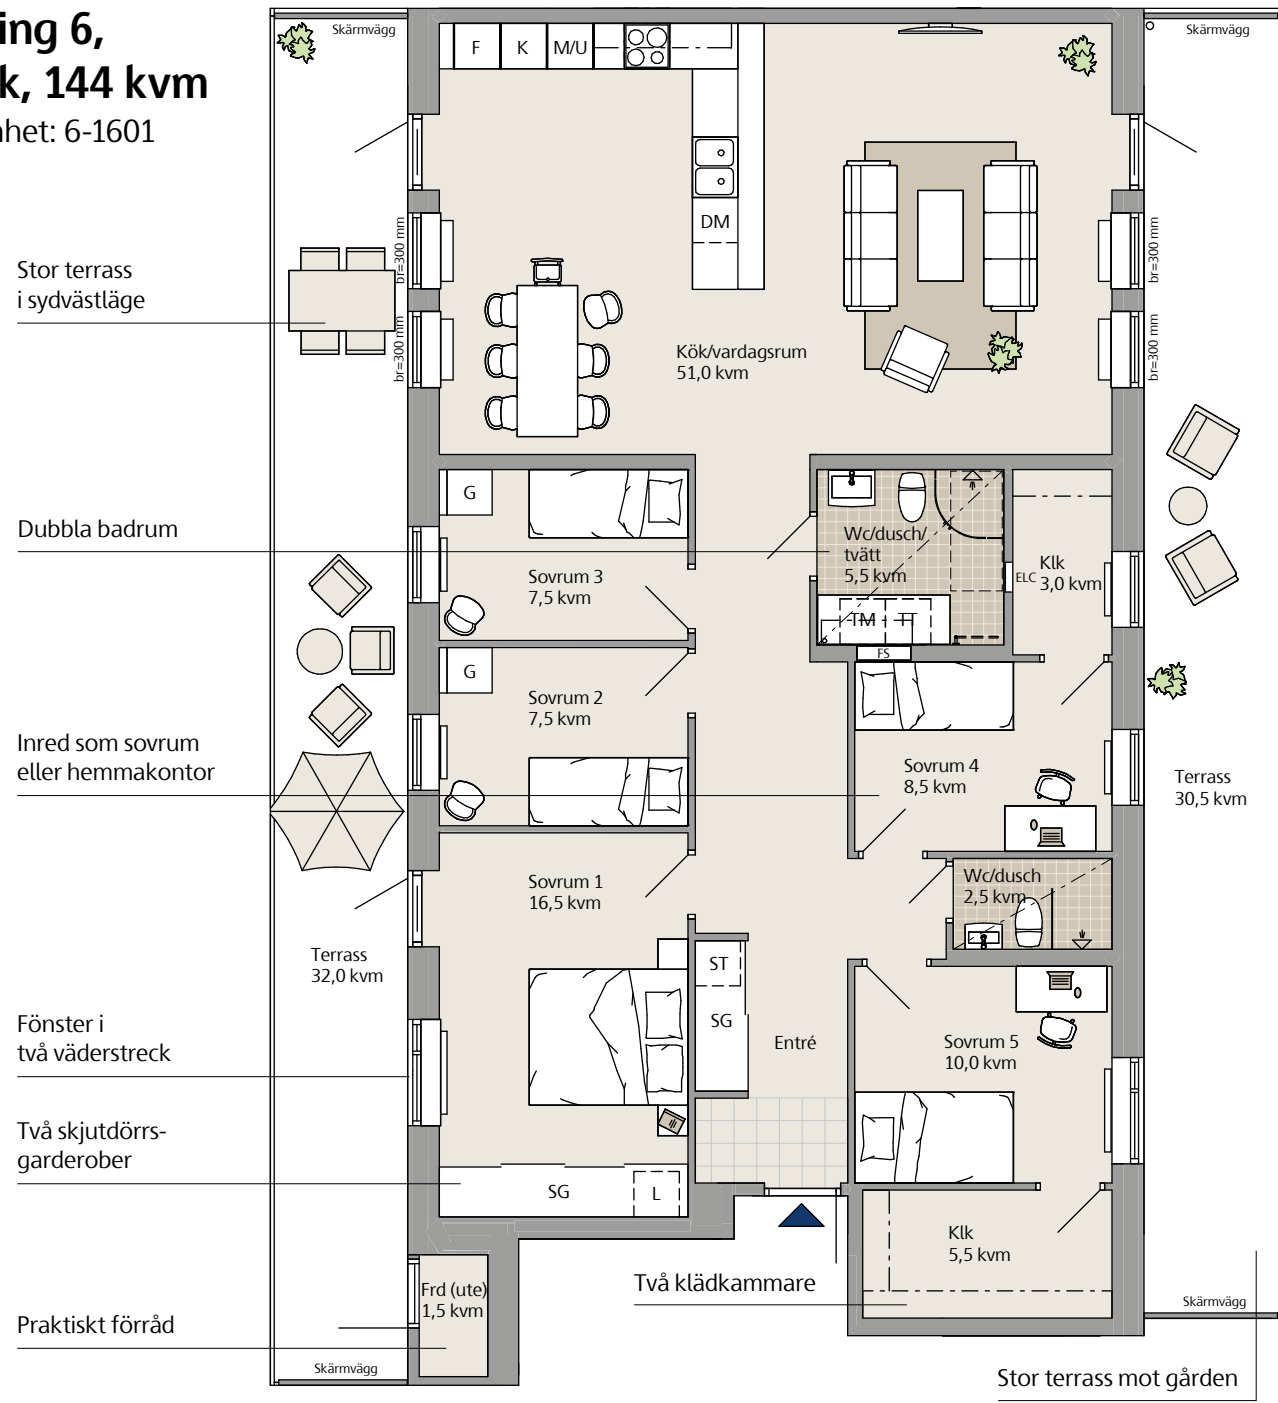 ing 6,
k, 144 kvm
het: 6-1601
Skärmvägg
Skärmvägg
F
K
M/U
DM
br=300 mm
br=300 mm
br=300 mm
br=300 mm
Stor terrass
i sydvästläge
Kök/vardagsrum
51,0 kvm
Dubbla badrum
G
Sovrum 3
7,5 kvm
Wc/dusch/
tvätt
5,5 kvm
TM
TT
ELC
Klk
3,0 kvm
FS
G
Sovrum 2
7,5 kvm
Inred som sovrum
eller hemmakontor
Sovrum 4
8,5 kvm
Terrass
30,5 kvm
Sovrum 1
16,5 kvm
Wc/dusch
2,5 kvm
Terrass
32,0 kvm
ST
SG
Entré
Fönster i
två väderstreck
Sovrum 5
10,0 kvm
Två skjutdörrs-
garderober
SG
L
Klk
5,5 kvm
Två klädkammare
Frd (ute)
1,5 kvm
Praktiskt förråd
Skärmvägg
Skärmvägg
Stor terrass mot gården